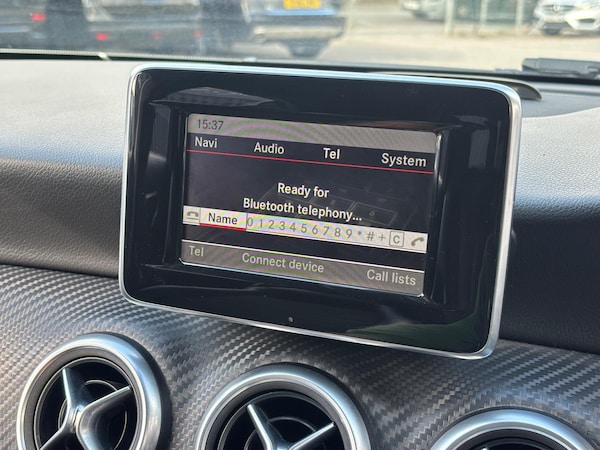 15:37
Navi Audio Tel System
Ready for
Bluetooth telephony...
Name 0 1 2 3 4 5 6 7 8 9 * # + C
Tel Connect device Call lists